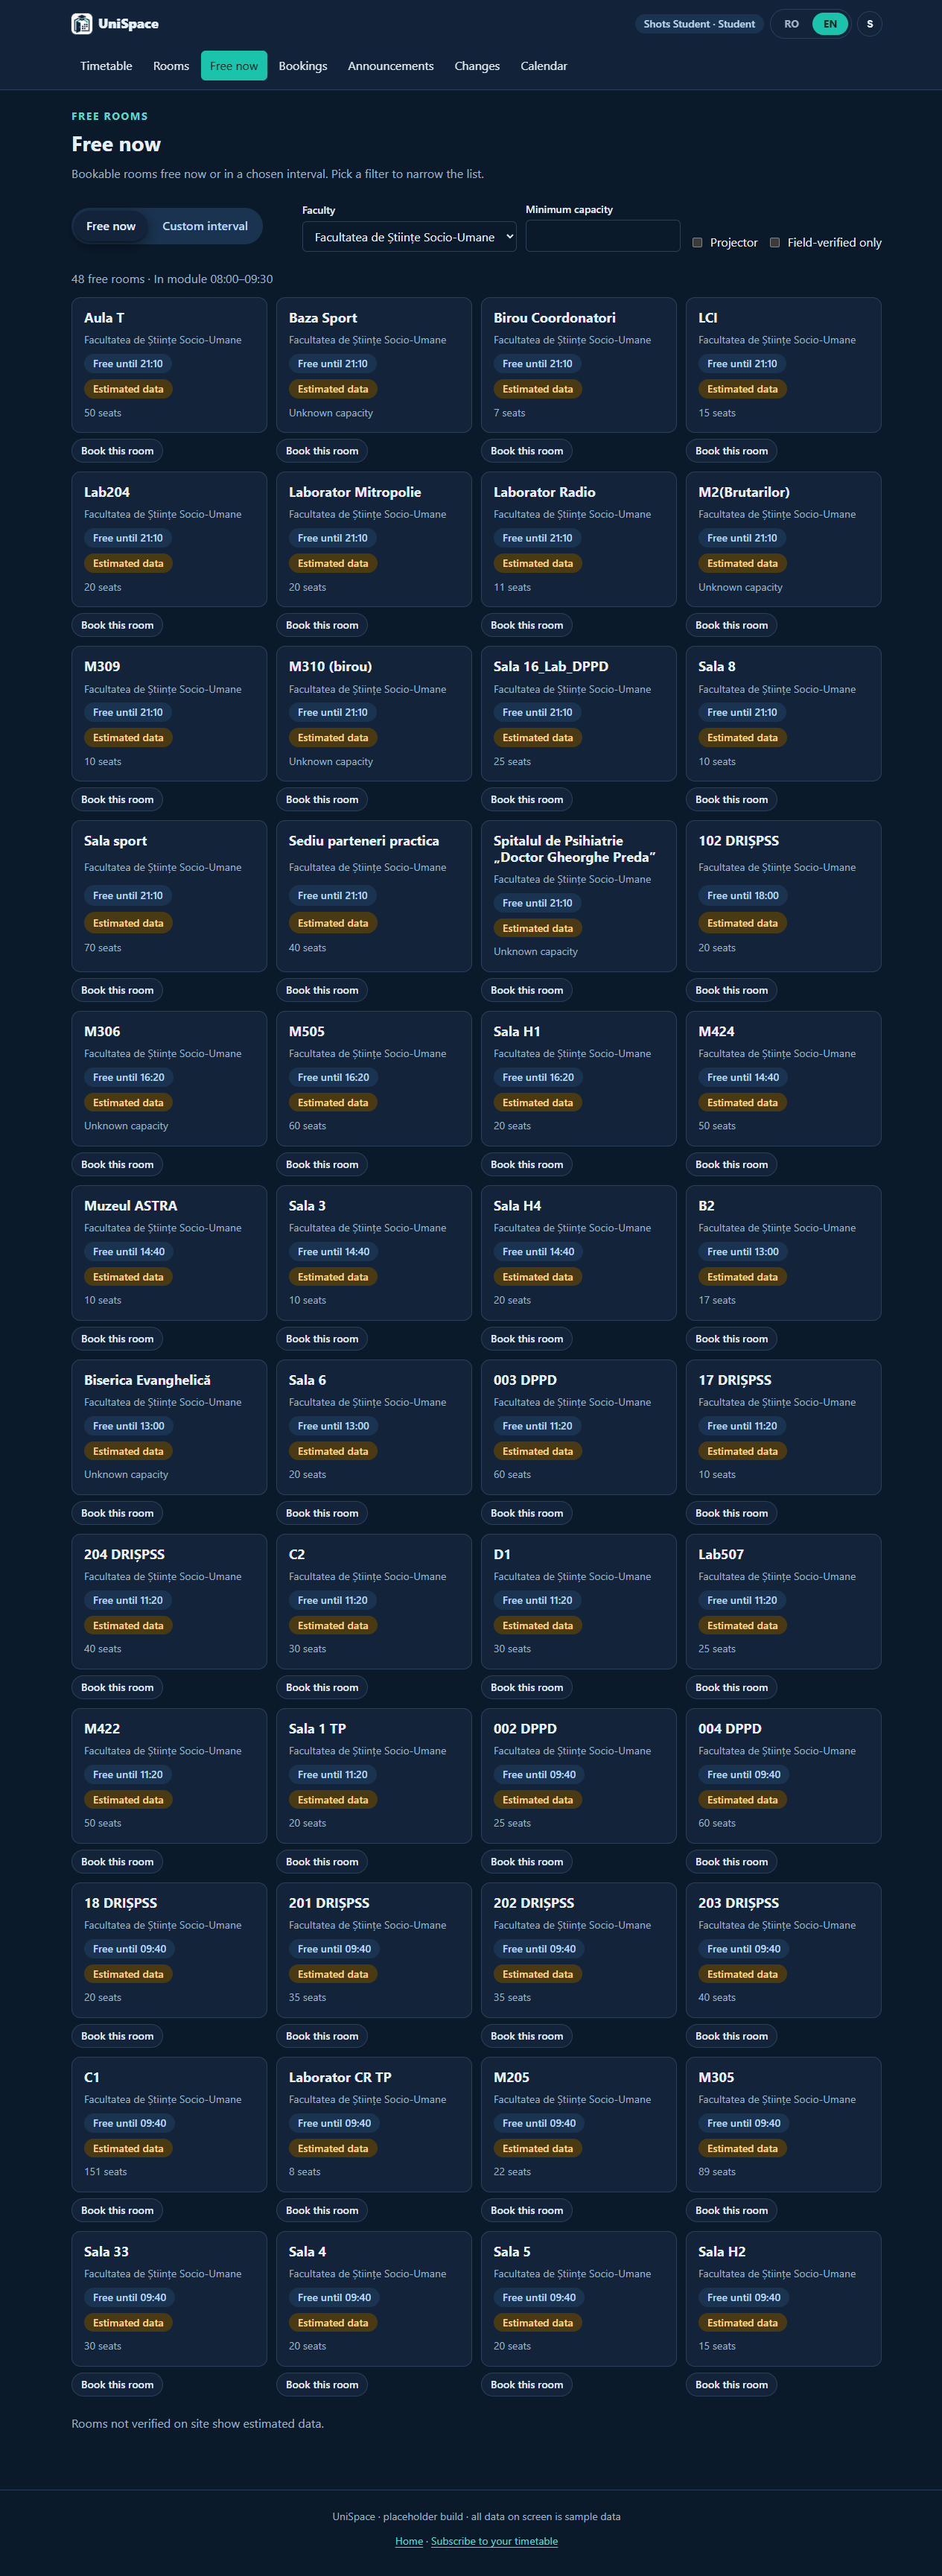 UniSpace
Shots Student · Student
RO
EN
S
Timetable
Rooms
Free now
Bookings
Announcements
Changes
Calendar
FREE ROOMS
Free now
Bookable rooms free now or in a chosen interval. Pick a filter to narrow the list.
Free now
Custom interval
Faculty
Facultatea de Științe Socio-Umane
Minimum capacity
Projector
Field-verified only
48 free rooms · In module 08:00–09:30
Aula T
Facultatea de Științe Socio-Umane
Free until 21:10
Estimated data
50 seats
Book this room
Baza Sport
Facultatea de Științe Socio-Umane
Free until 21:10
Estimated data
Unknown capacity
Book this room
Birou Coordonatori
Facultatea de Științe Socio-Umane
Free until 21:10
Estimated data
7 seats
Book this room
LCI
Facultatea de Științe Socio-Umane
Free until 21:10
Estimated data
15 seats
Book this room
Lab204
Facultatea de Științe Socio-Umane
Free until 21:10
Estimated data
20 seats
Book this room
Laborator Mitropolie
Facultatea de Științe Socio-Umane
Free until 21:10
Estimated data
20 seats
Book this room
Laborator Radio
Facultatea de Științe Socio-Umane
Free until 21:10
Estimated data
11 seats
Book this room
M2(Brutarilor)
Facultatea de Științe Socio-Umane
Free until 21:10
Estimated data
Unknown capacity
Book this room
M309
Facultatea de Științe Socio-Umane
Free until 21:10
Estimated data
10 seats
Book this room
M310 (birou)
Facultatea de Științe Socio-Umane
Free until 21:10
Estimated data
Unknown capacity
Book this room
Sala 16_Lab_DPPD
Facultatea de Științe Socio-Umane
Free until 21:10
Estimated data
25 seats
Book this room
Sala 8
Facultatea de Științe Socio-Umane
Free until 21:10
Estimated data
10 seats
Book this room
Sala sport
Facultatea de Științe Socio-Umane
Free until 21:10
Estimated data
70 seats
Book this room
Sediu parteneri practica
Facultatea de Științe Socio-Umane
Free until 21:10
Estimated data
40 seats
Book this room
Spitalul de Psihiatrie
„Doctor Gheorghe Preda”
Facultatea de Științe Socio-Umane
Free until 21:10
Estimated data
Unknown capacity
Book this room
102 DRIȘPSS
Facultatea de Științe Socio-Umane
Free until 18:00
Estimated data
20 seats
Book this room
M306
Facultatea de Științe Socio-Umane
Free until 16:20
Estimated data
Unknown capacity
Book this room
M505
Facultatea de Științe Socio-Umane
Free until 16:20
Estimated data
60 seats
Book this room
Sala H1
Facultatea de Științe Socio-Umane
Free until 16:20
Estimated data
20 seats
Book this room
M424
Facultatea de Științe Socio-Umane
Free until 14:40
Estimated data
50 seats
Book this room
Muzeul ASTRA
Facultatea de Științe Socio-Umane
Free until 14:40
Estimated data
10 seats
Book this room
Sala 3
Facultatea de Științe Socio-Umane
Free until 14:40
Estimated data
10 seats
Book this room
Sala H4
Facultatea de Științe Socio-Umane
Free until 14:40
Estimated data
20 seats
Book this room
B2
Facultatea de Științe Socio-Umane
Free until 13:00
Estimated data
17 seats
Book this room
Biserica Evanghelică
Facultatea de Științe Socio-Umane
Free until 13:00
Estimated data
Unknown capacity
Book this room
Sala 6
Facultatea de Științe Socio-Umane
Free until 13:00
Estimated data
20 seats
Book this room
003 DPPD
Facultatea de Științe Socio-Umane
Free until 11:20
Estimated data
60 seats
Book this room
17 DRIȘPSS
Facultatea de Științe Socio-Umane
Free until 11:20
Estimated data
10 seats
Book this room
204 DRIȘPSS
Facultatea de Științe Socio-Umane
Free until 11:20
Estimated data
40 seats
Book this room
C2
Facultatea de Științe Socio-Umane
Free until 11:20
Estimated data
30 seats
Book this room
D1
Facultatea de Științe Socio-Umane
Free until 11:20
Estimated data
30 seats
Book this room
Lab507
Facultatea de Științe Socio-Umane
Free until 11:20
Estimated data
25 seats
Book this room
M422
Facultatea de Științe Socio-Umane
Free until 11:20
Estimated data
50 seats
Book this room
Sala 1 TP
Facultatea de Științe Socio-Umane
Free until 11:20
Estimated data
20 seats
Book this room
002 DPPD
Facultatea de Științe Socio-Umane
Free until 09:40
Estimated data
25 seats
Book this room
004 DPPD
Facultatea de Științe Socio-Umane
Free until 09:40
Estimated data
60 seats
Book this room
18 DRIȘPSS
Facultatea de Științe Socio-Umane
Free until 09:40
Estimated data
20 seats
Book this room
201 DRIȘPSS
Facultatea de Științe Socio-Umane
Free until 09:40
Estimated data
35 seats
Book this room
202 DRIȘPSS
Facultatea de Științe Socio-Umane
Free until 09:40
Estimated data
35 seats
Book this room
203 DRIȘPSS
Facultatea de Științe Socio-Umane
Free until 09:40
Estimated data
40 seats
Book this room
C1
Facultatea de Științe Socio-Umane
Free until 09:40
Estimated data
151 seats
Book this room
Laborator CR TP
Facultatea de Științe Socio-Umane
Free until 09:40
Estimated data
8 seats
Book this room
M205
Facultatea de Științe Socio-Umane
Free until 09:40
Estimated data
22 seats
Book this room
M305
Facultatea de Științe Socio-Umane
Free until 09:40
Estimated data
89 seats
Book this room
Sala 33
Facultatea de Științe Socio-Umane
Free until 09:40
Estimated data
30 seats
Book this room
Sala 4
Facultatea de Științe Socio-Umane
Free until 09:40
Estimated data
20 seats
Book this room
Sala 5
Facultatea de Științe Socio-Umane
Free until 09:40
Estimated data
20 seats
Book this room
Sala H2
Facultatea de Științe Socio-Umane
Free until 09:40
Estimated data
15 seats
Book this room
Rooms not verified on site show estimated data.
UniSpace · placeholder build · all data on screen is sample data
Home · Subscribe to your timetable